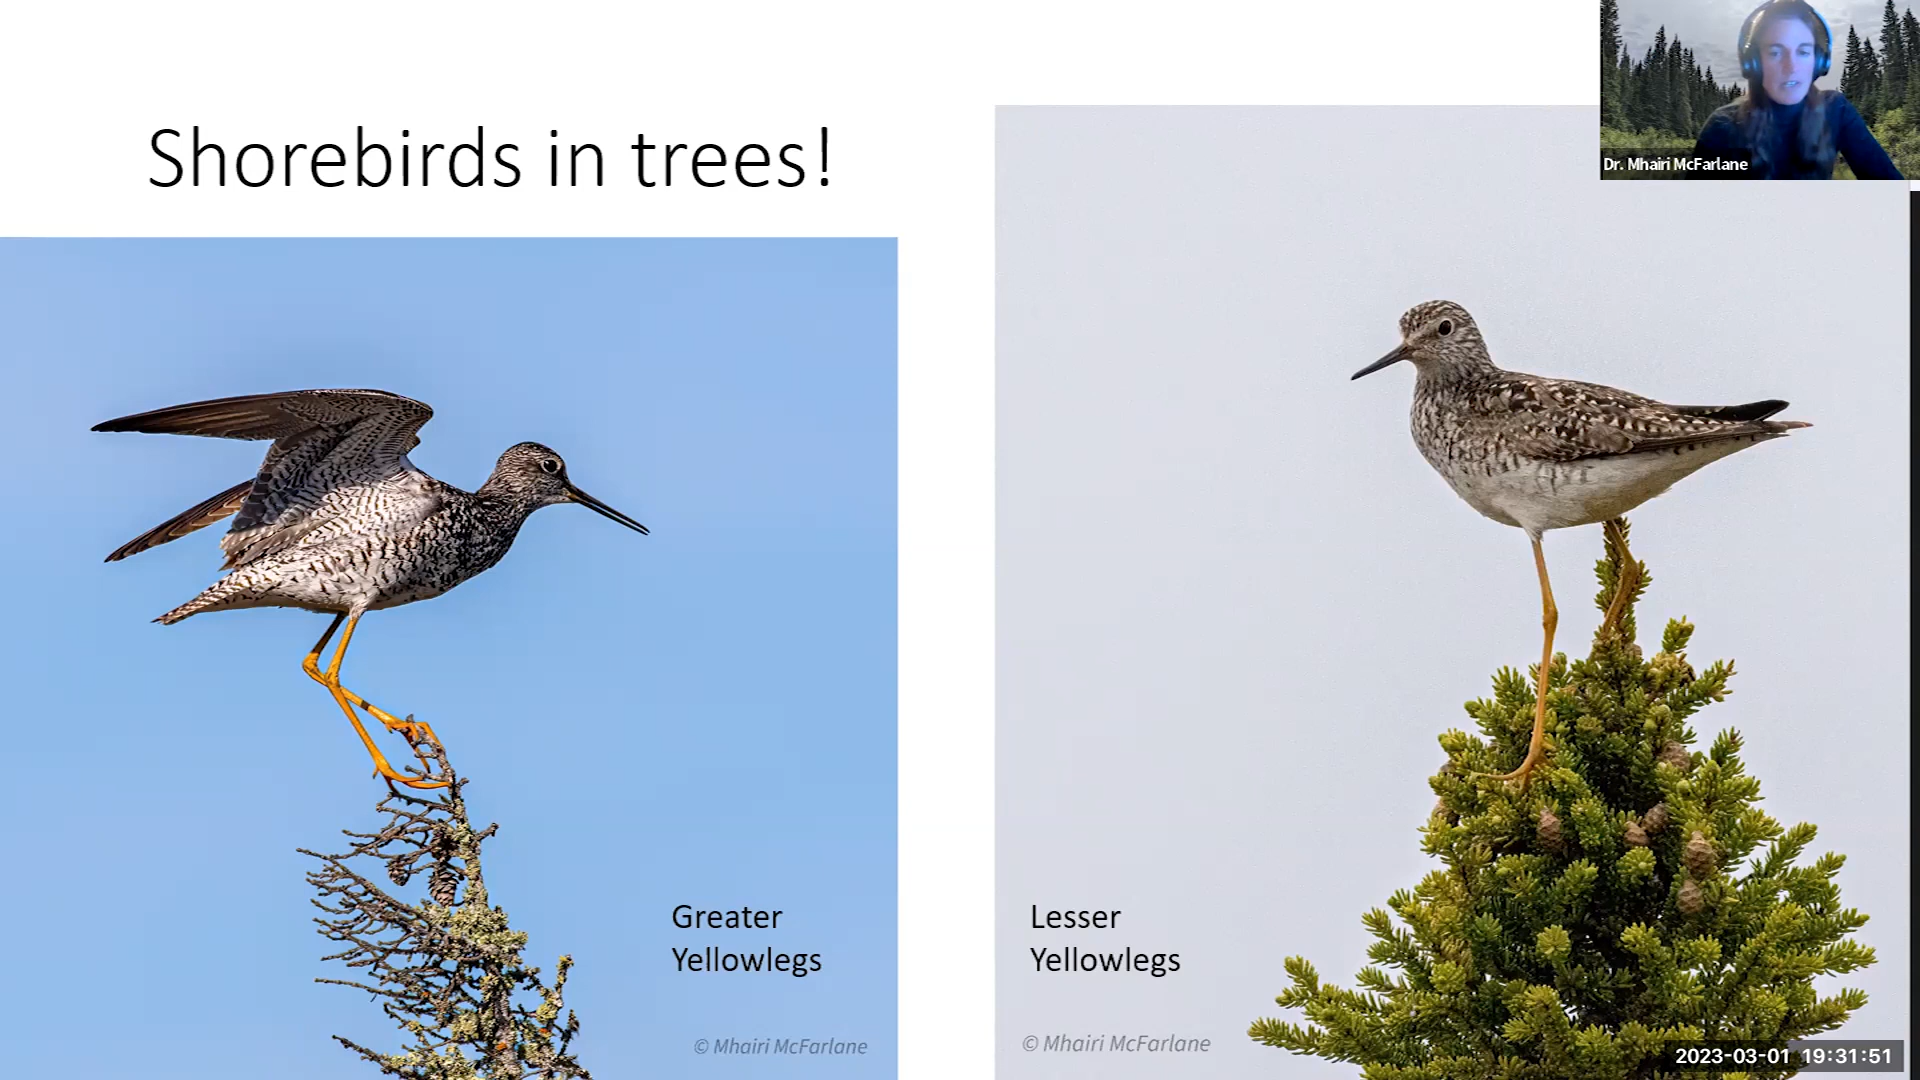 Shorebirds in trees!
Dr. Mhairi McFarlane
Greater
Yellowlegs
© Mhairi McFarlane
Lesser
Yellowlegs
© Mhairi McFarlane
2023-03-01 19:31:51